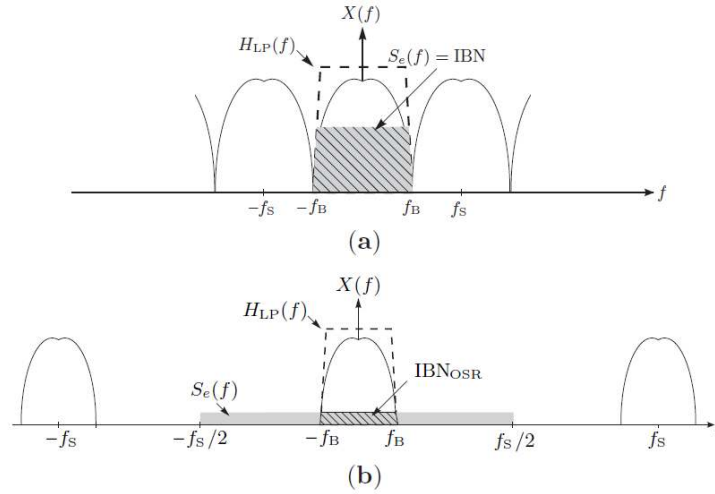 X(f)
H_LP(f)
S_e(f) = IBN
−f_S −f_B f_B f_S f
(a)
X(f)
H_LP(f)
IBN_OSR
S_e(f)
−f_S −f_S/2 −f_B f_B f_S/2 f_S
(b)